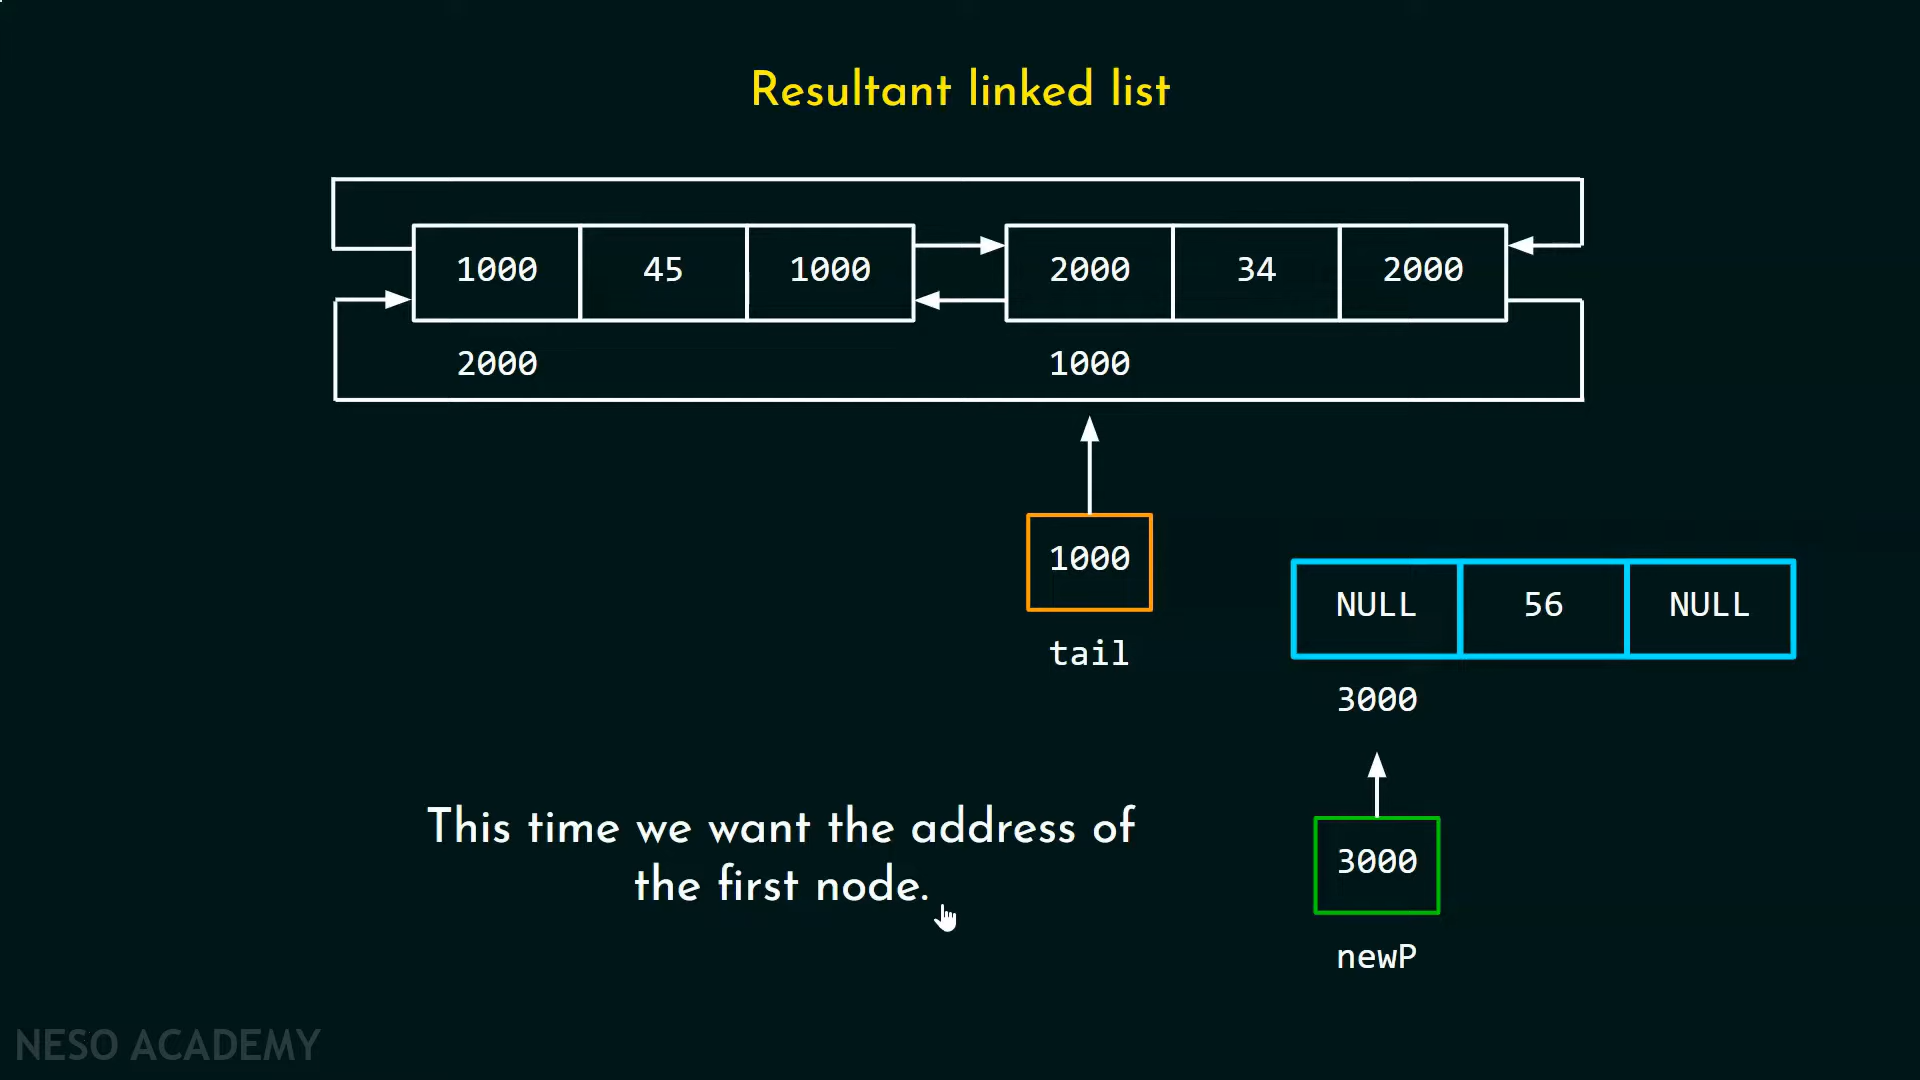 Resultant linked list
1000 45 1000 2000 34 2000
2000 1000
1000
tail
NULL 56 NULL
3000
This time we want the address of
the first node.
3000
newP
NESO ACADEMY